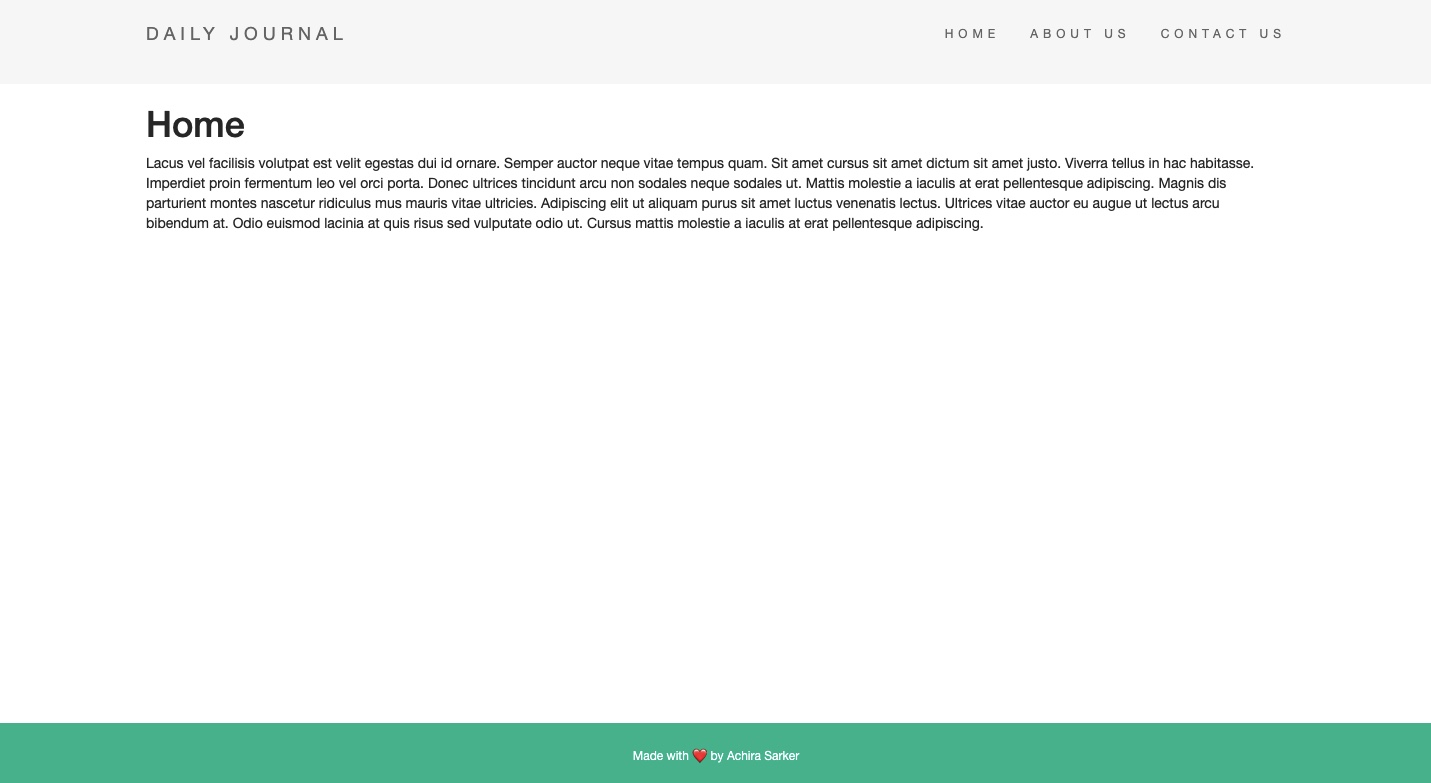 DAILY JOURNAL
HOME ABOUT US CONTACT US
Home
Lacus vel facilisis volutpat est velit egestas dui id ornare. Semper auctor neque vitae tempus quam. Sit amet cursus sit amet dictum sit amet justo. Viverra tellus in hac habitasse.
Imperdiet proin fermentum leo vel orci porta. Donec ultrices tincidunt arcu non sodales neque sodales ut. Mattis molestie a iaculis at erat pellentesque adipiscing. Magnis dis
parturient montes nascetur ridiculus mus mauris vitae ultricies. Adipiscing elit ut aliquam purus sit amet luctus venenatis lectus. Ultrices vitae auctor eu augue ut lectus arcu
bibendum at. Odio euismod lacinia at quis risus sed vulputate odio ut. Cursus mattis molestie a iaculis at erat pellentesque adipiscing.
Made with ❤️ by Achira Sarker